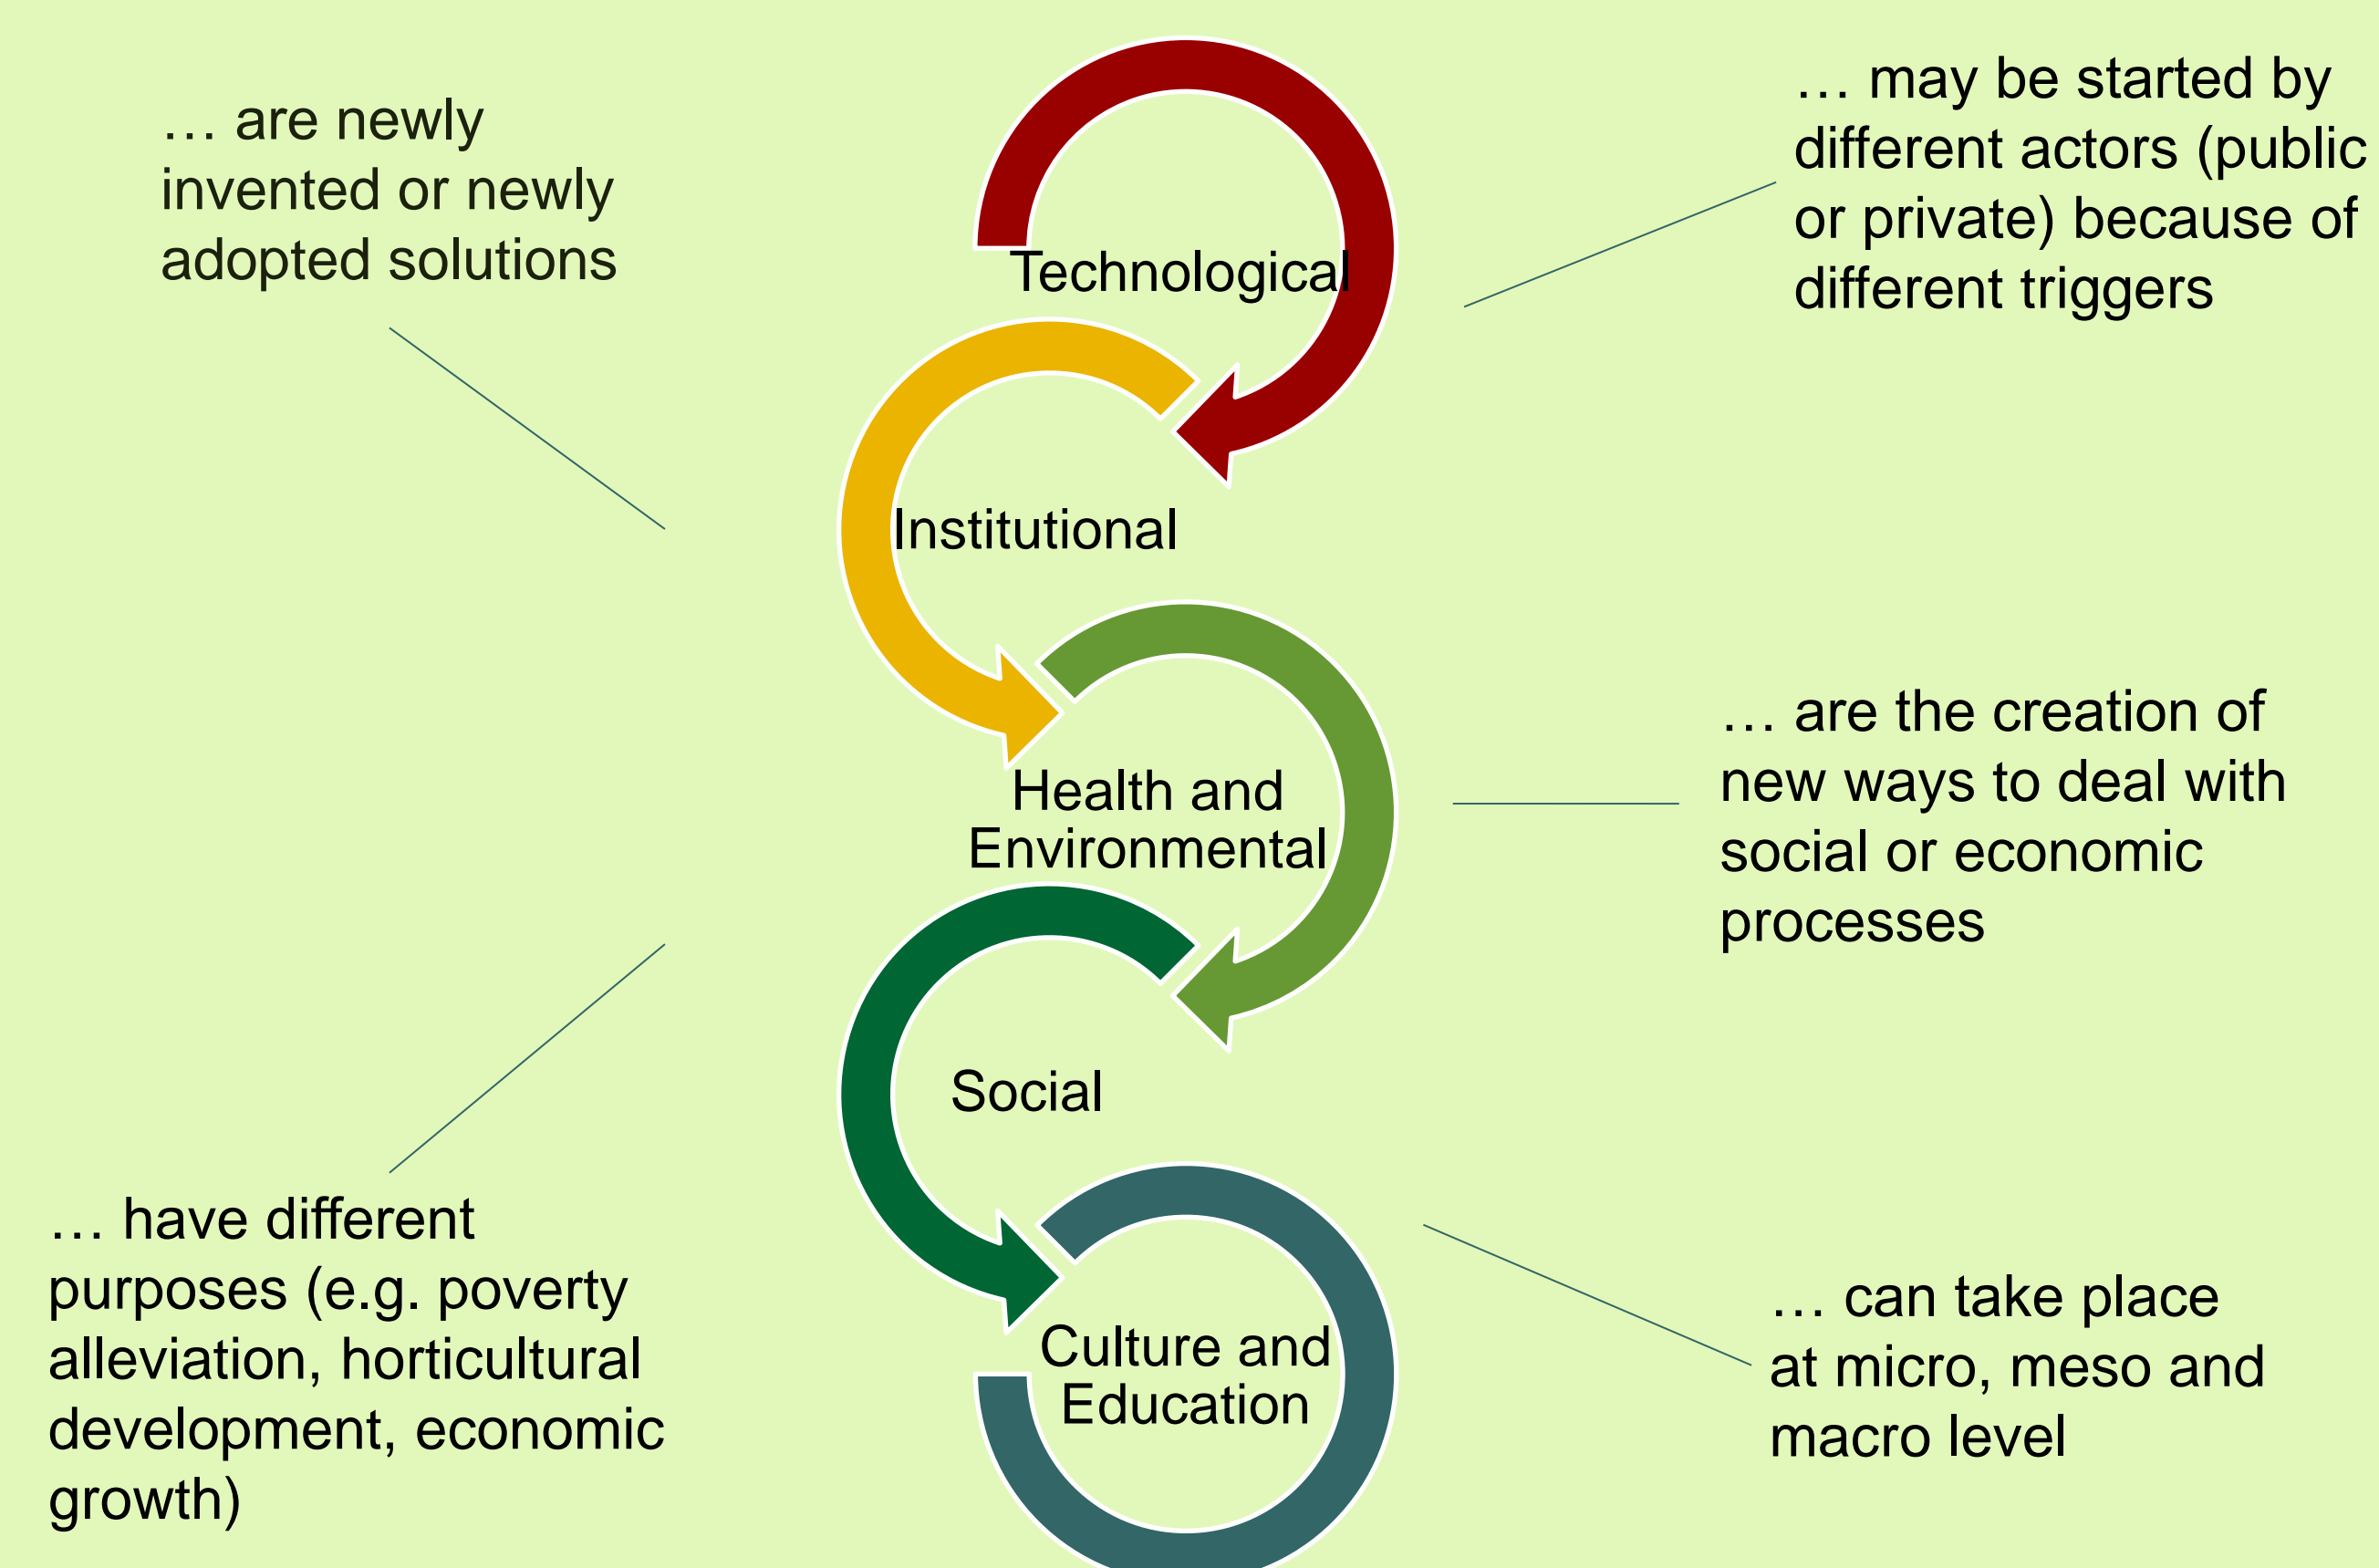 … are newly
invented or newly
adopted solutions
… may be started by
different actors (public
or private) because of
different triggers
Technological
Institutional
Health and
Environmental
… are the creation of
new ways to deal with
social or economic
processes
Social
… have different
purposes (e.g. poverty
alleviation, horticultural
development, economic
growth)
Culture and
Education
… can take place
at micro, meso and
macro level